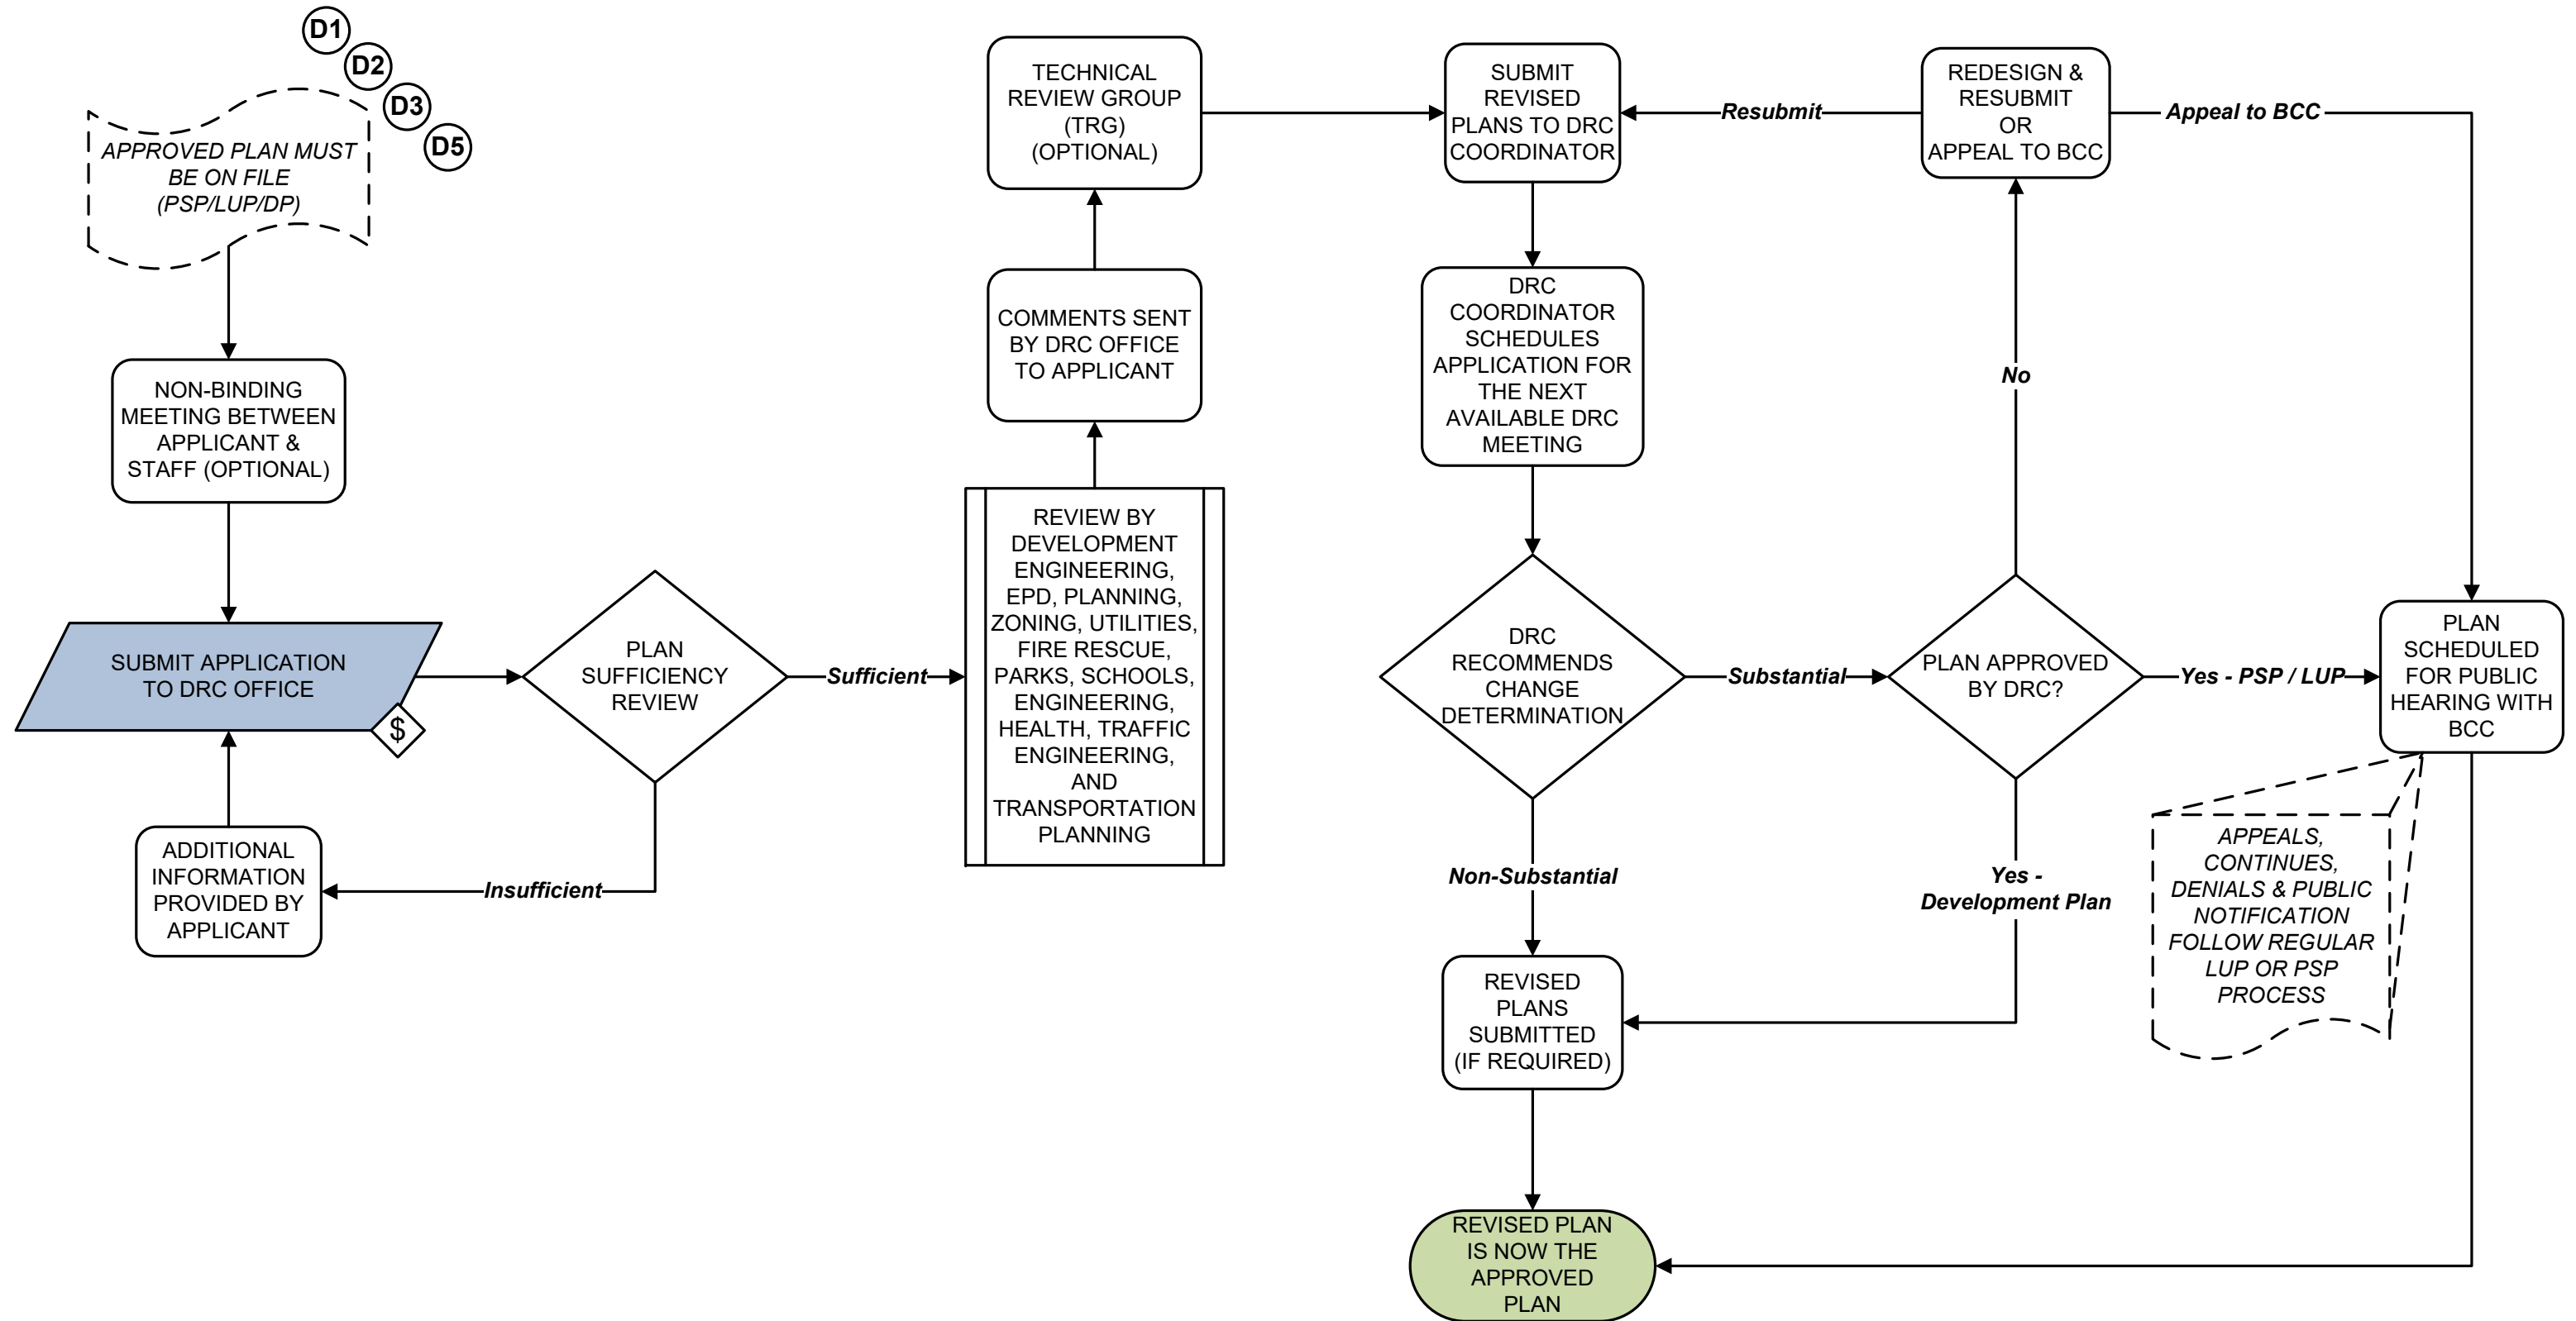 D1
D2
D3
D5
APPROVED PLAN MUST
BE ON FILE
(PSP/LUP/DP)
NON-BINDING
MEETING BETWEEN
APPLICANT &
STAFF (OPTIONAL)
SUBMIT APPLICATION
TO DRC OFFICE
$
ADDITIONAL
INFORMATION
PROVIDED BY
APPLICANT
PLAN
SUFFICIENCY
REVIEW
Insufficient
Sufficient
REVIEW BY
DEVELOPMENT
ENGINEERING,
EPD, PLANNING,
ZONING, UTILITIES,
FIRE RESCUE,
PARKS, SCHOOLS,
ENGINEERING,
HEALTH, TRAFFIC
ENGINEERING,
AND
TRANSPORTATION
PLANNING
COMMENTS SENT
BY DRC OFFICE
TO APPLICANT
TECHNICAL
REVIEW GROUP
(TRG)
(OPTIONAL)
SUBMIT
REVISED
PLANS TO DRC
COORDINATOR
DRC
COORDINATOR
SCHEDULES
APPLICATION FOR
THE NEXT
AVAILABLE DRC
MEETING
DRC
RECOMMENDS
CHANGE
DETERMINATION
Non-Substantial
Substantial
REVISED
PLANS
SUBMITTED
(IF REQUIRED)
REVISED PLAN
IS NOW THE
APPROVED
PLAN
PLAN APPROVED
BY DRC?
No
Yes -
Development Plan
Yes - PSP / LUP
REDESIGN &
RESUBMIT
OR
APPEAL TO BCC
Resubmit
Appeal to BCC
PLAN
SCHEDULED
FOR PUBLIC
HEARING WITH
BCC
APPEALS,
CONTINUES,
DENIALS & PUBLIC
NOTIFICATION
FOLLOW REGULAR
LUP OR PSP
PROCESS